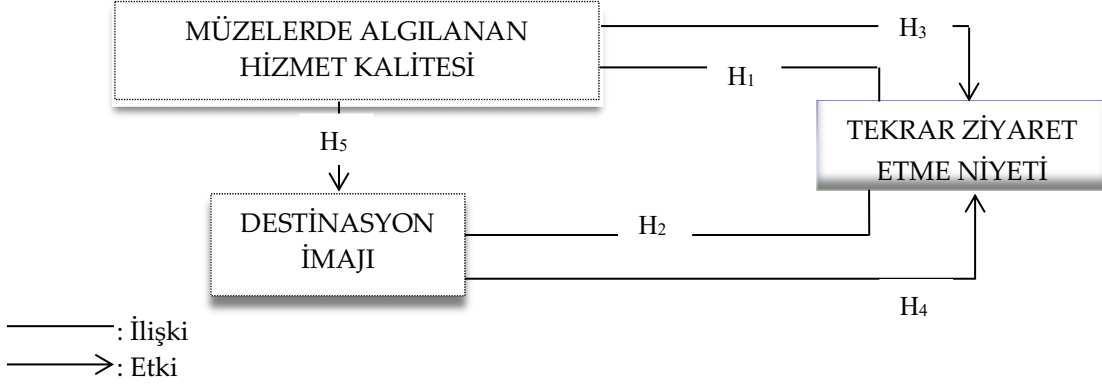 MÜZELERDE ALGILANAN
HİZMET KALİTESİ
H3
H1
TEKRAR ZİYARET
ETME NİYETİ
H5
DESTİNASYON
İMAJI
H2
H4
: İlişki
: Etki